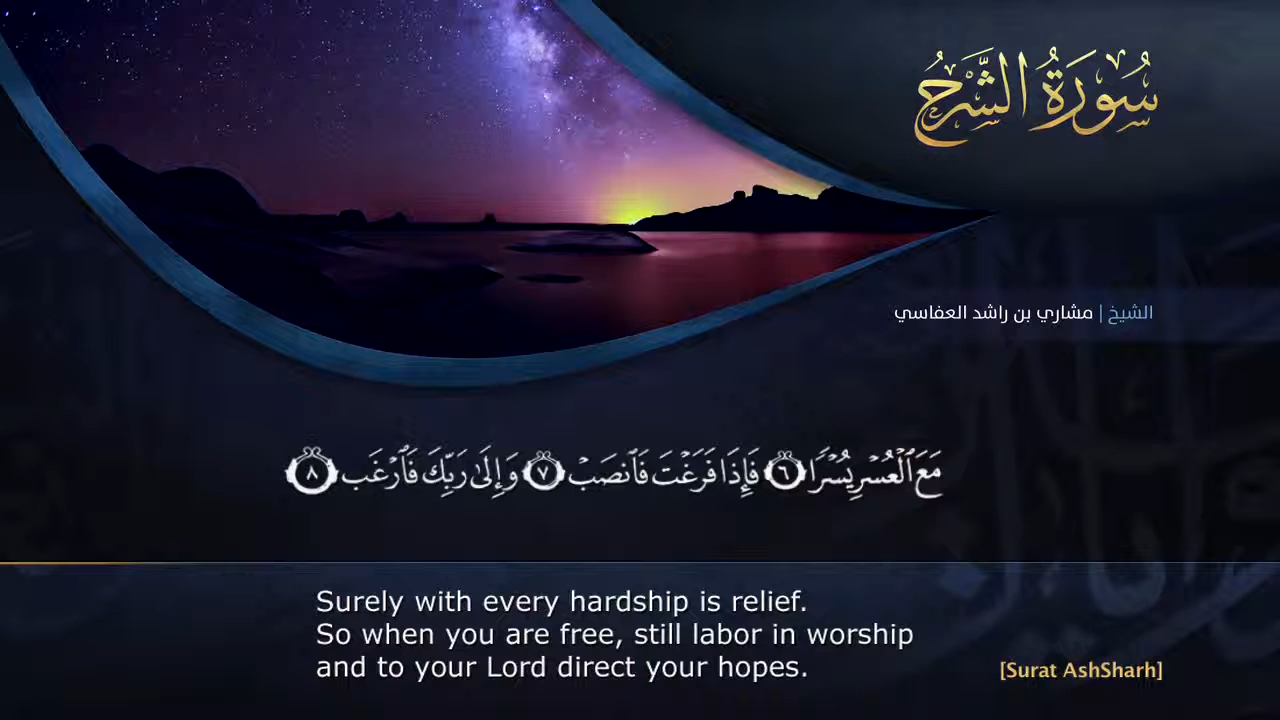 سُورَةُ الشَّرْحُ
الشيخ | مشاري بن راشد العفاسي
مَعَ ٱلْعُسْرِ يُسْرًا ٦ فَإِذَا فَرَغْتَ فَٱنصَبْ ٧ وَإِلَىٰ رَبِّكَ فَٱرْغَب ٨
Surely with every hardship is relief.
So when you are free, still labor in worship
and to your Lord direct your hopes.
[Surat AshSharh]